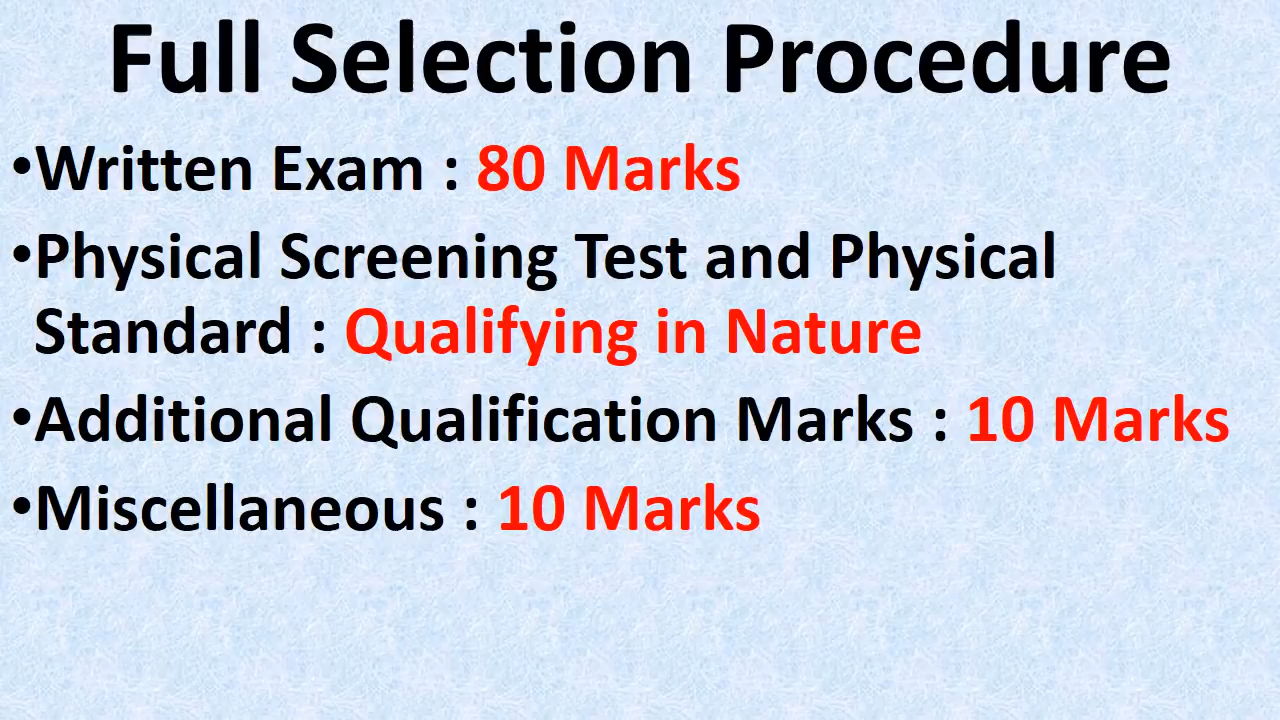 Full Selection Procedure
•Written Exam : 80 Marks
•Physical Screening Test and Physical
Standard : Qualifying in Nature
•Additional Qualification Marks : 10 Marks
•Miscellaneous : 10 Marks